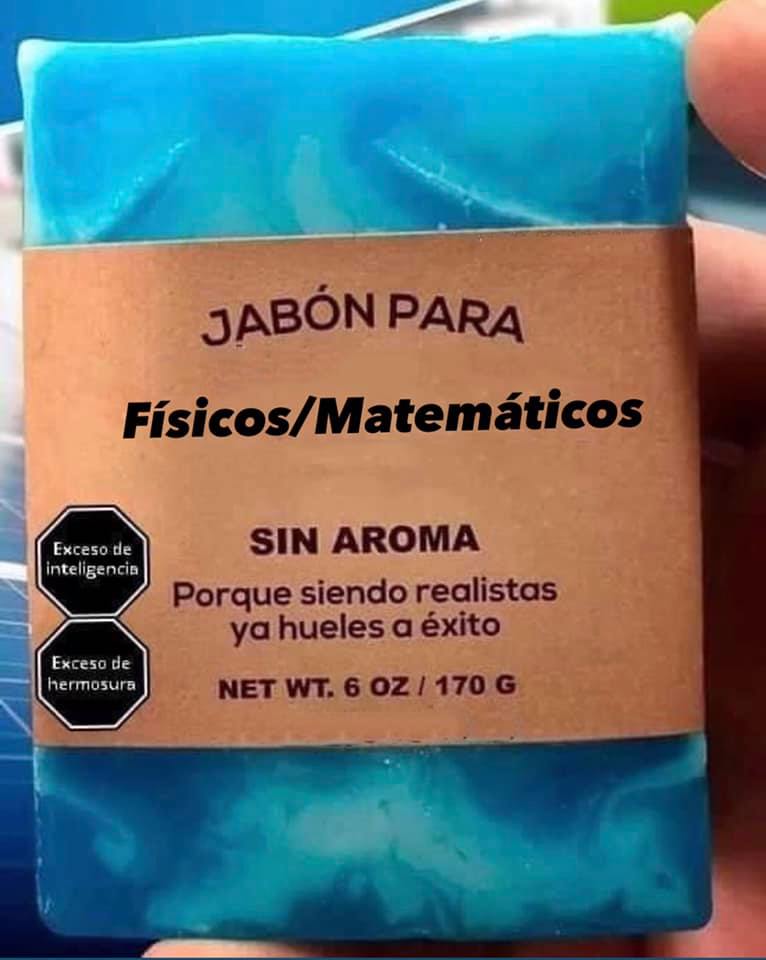 JABÓN PARA
Físicos/Matemáticos
SIN AROMA
Porque siendo realistas
ya hueles a éxito
NET WT. 6 OZ / 170 G
Exceso de
inteligencia
Exceso de
hermosura